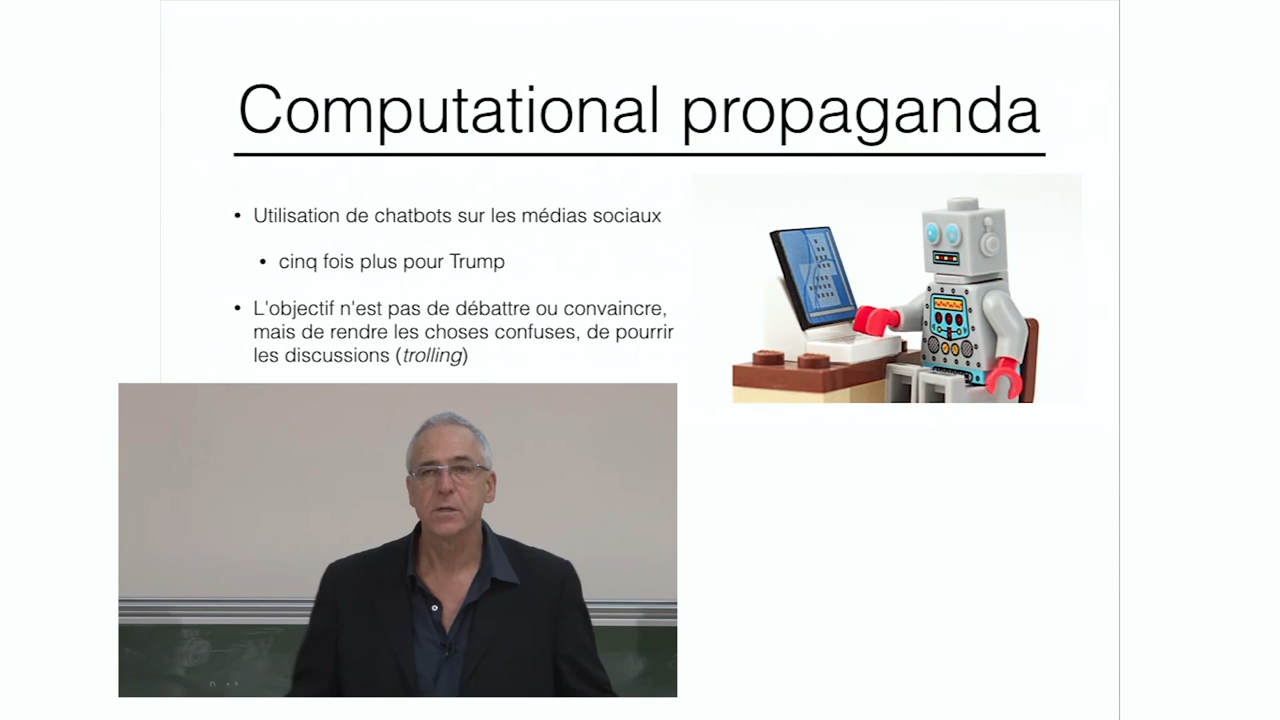 Computational propaganda
• Utilisation de chatbots sur les médias sociaux
• cinq fois plus pour Trump
• L'objectif n'est pas de débattre ou convaincre,
mais de rendre les choses confuses, de pourrir
les discussions (trolling)